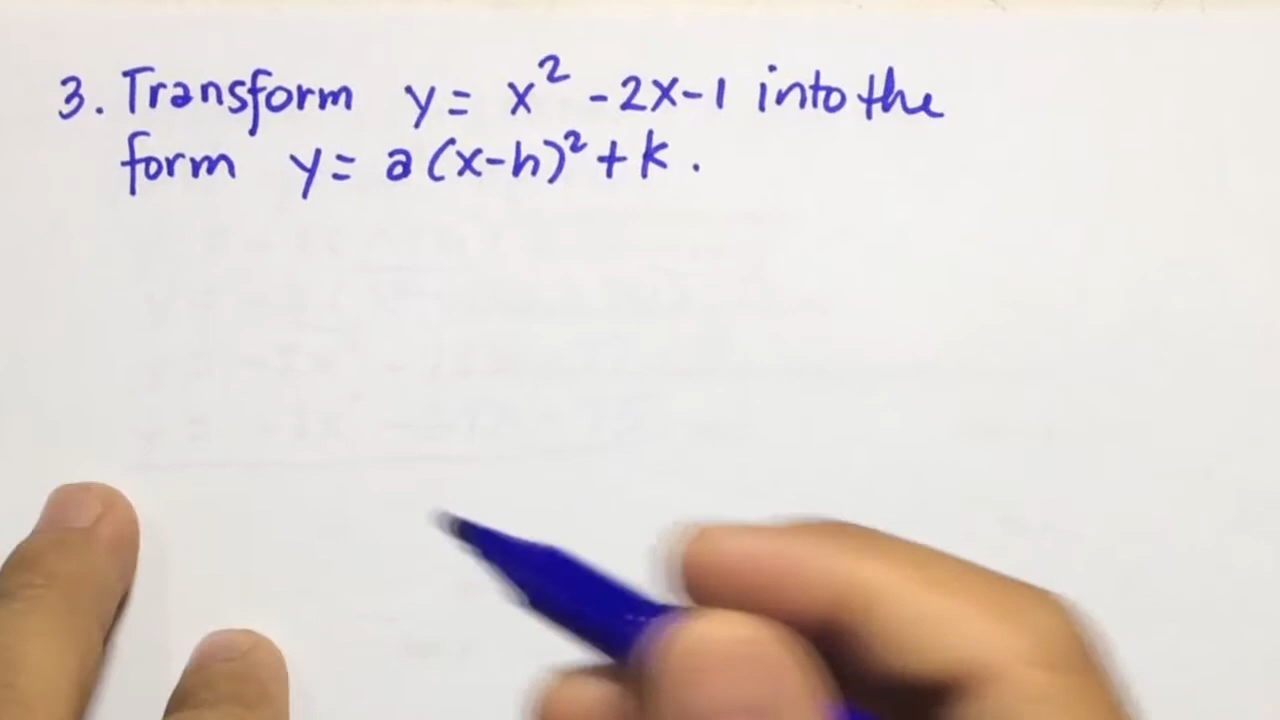 3. Transform y = x² - 2x - 1 into the
form y = a(x-h)² + k.